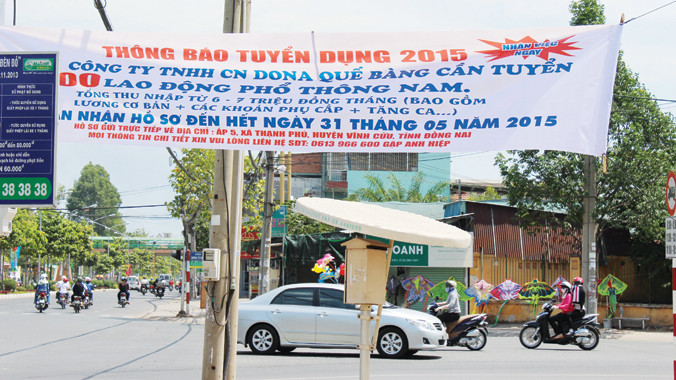 THÔNG BÁO TUYỂN DỤNG 2015
NHẬN VIỆC
NGAY
CÔNG TY TNHH CN DONA QUẾ BẰNG CẦN TUYỂN
LAO ĐỘNG PHỔ THÔNG NAM.
TỔNG THU NHẬP TỪ 6 - 7 TRIỆU ĐỒNG THÁNG (BAO GỒM
LƯƠNG CƠ BẢN + CÁC KHOẢN PHỤ CẤP + TĂNG CA...)
NHẬN HỒ SƠ ĐẾN HẾT NGÀY 31 THÁNG 05 NĂM 2015
HỒ SƠ GỬI TRỰC TIẾP VỀ ĐỊA CHỈ: ẤP 5, XÃ THẠNH PHÚ, HUYỆN VĨNH CỬU, TỈNH ĐỒNG NAI
MỌI THÔNG TIN CHI TIẾT XIN VUI LÒNG LIÊN HỆ SĐT: 0613 966 600 GẶP ANH HIỆP
38 38 38
OANH